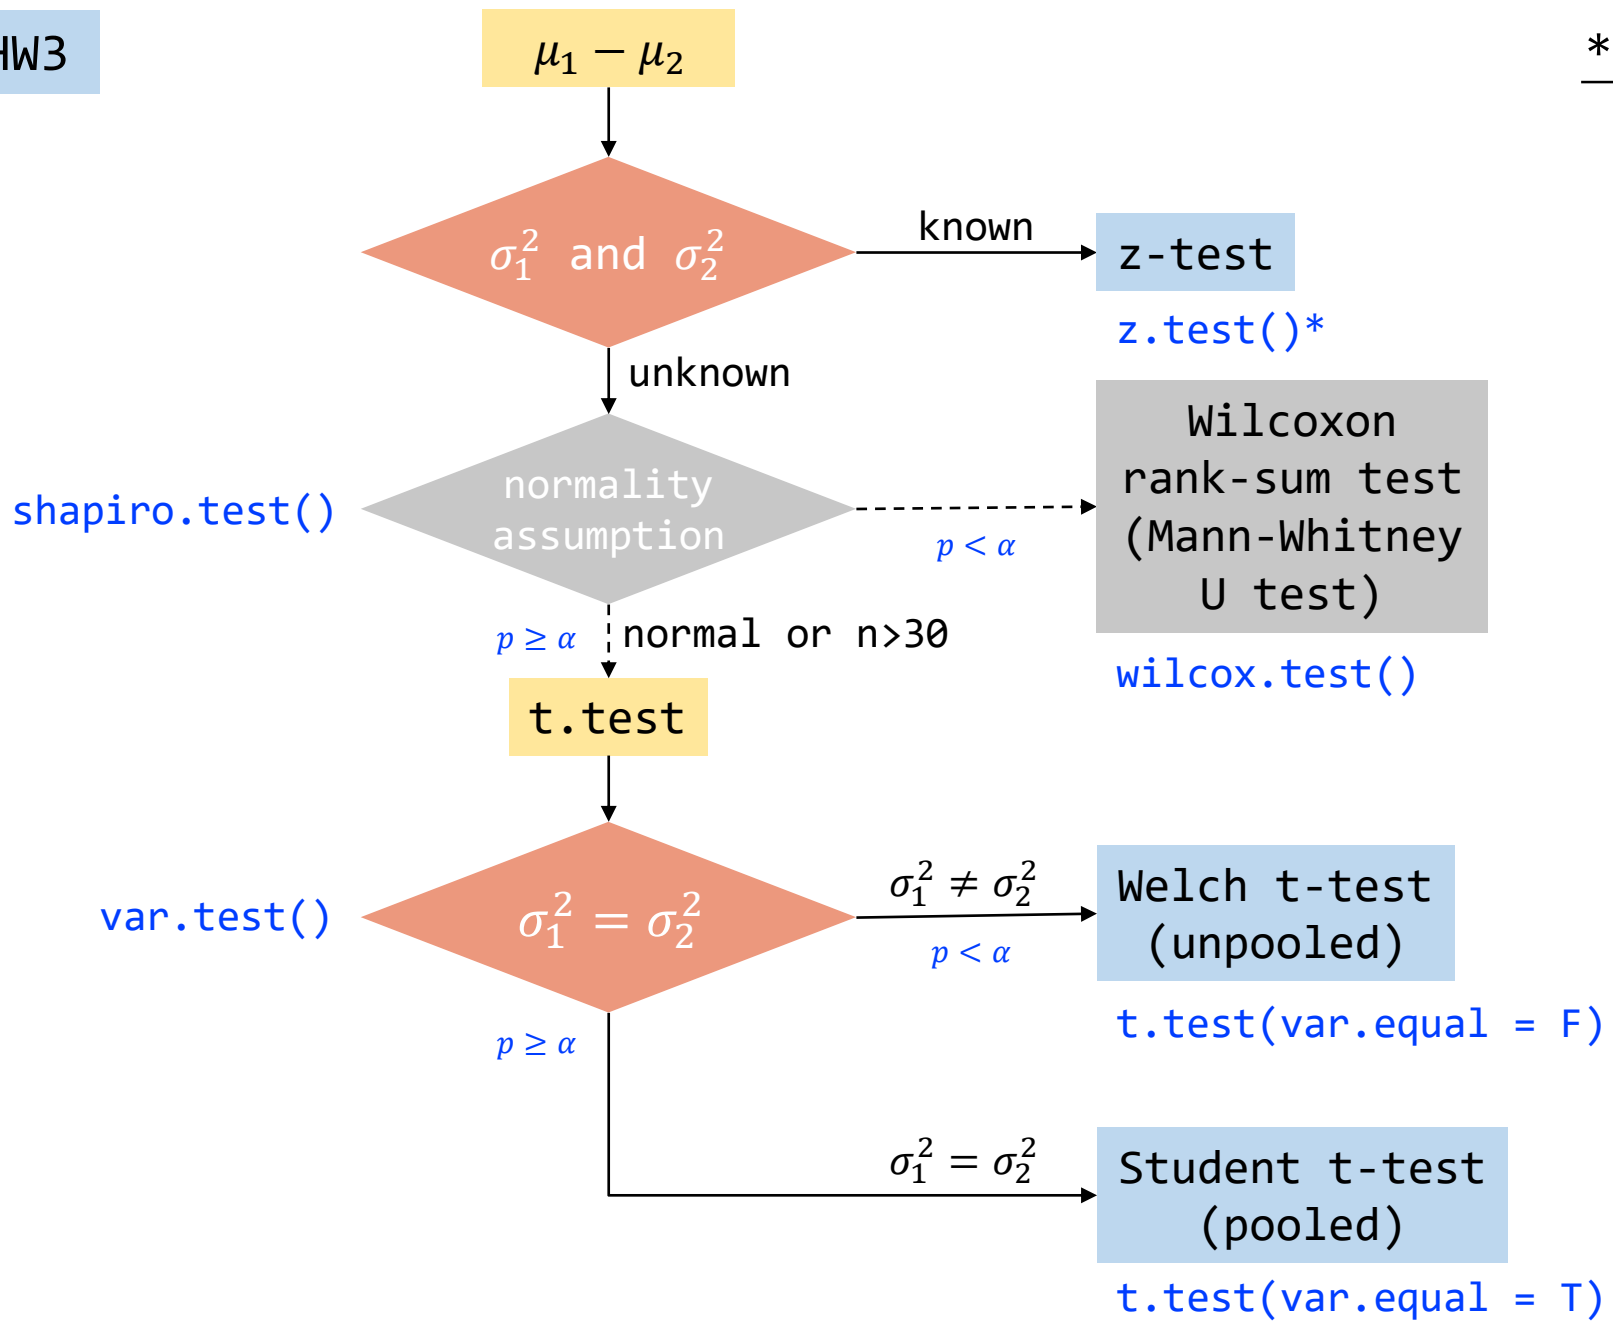 HW3
μ₁ − μ₂
*
σ₁² and σ₂²
known
z-test
z.test()*
unknown
shapiro.test()
normality
assumption
p < α
Wilcoxon
rank-sum test
(Mann-Whitney
U test)
wilcox.test()
p ≥ α
normal or n>30
t.test
var.test()
σ₁² = σ₂²
σ₁² ≠ σ₂²
p < α
Welch t-test
(unpooled)
t.test(var.equal = F)
p ≥ α
σ₁² = σ₂²
Student t-test
(pooled)
t.test(var.equal = T)